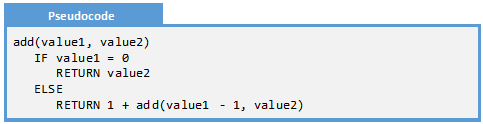 Pseudocode
add(value1, value2)
IF value1 = 0
RETURN value2
ELSE
RETURN 1 + add(value1 - 1, value2)